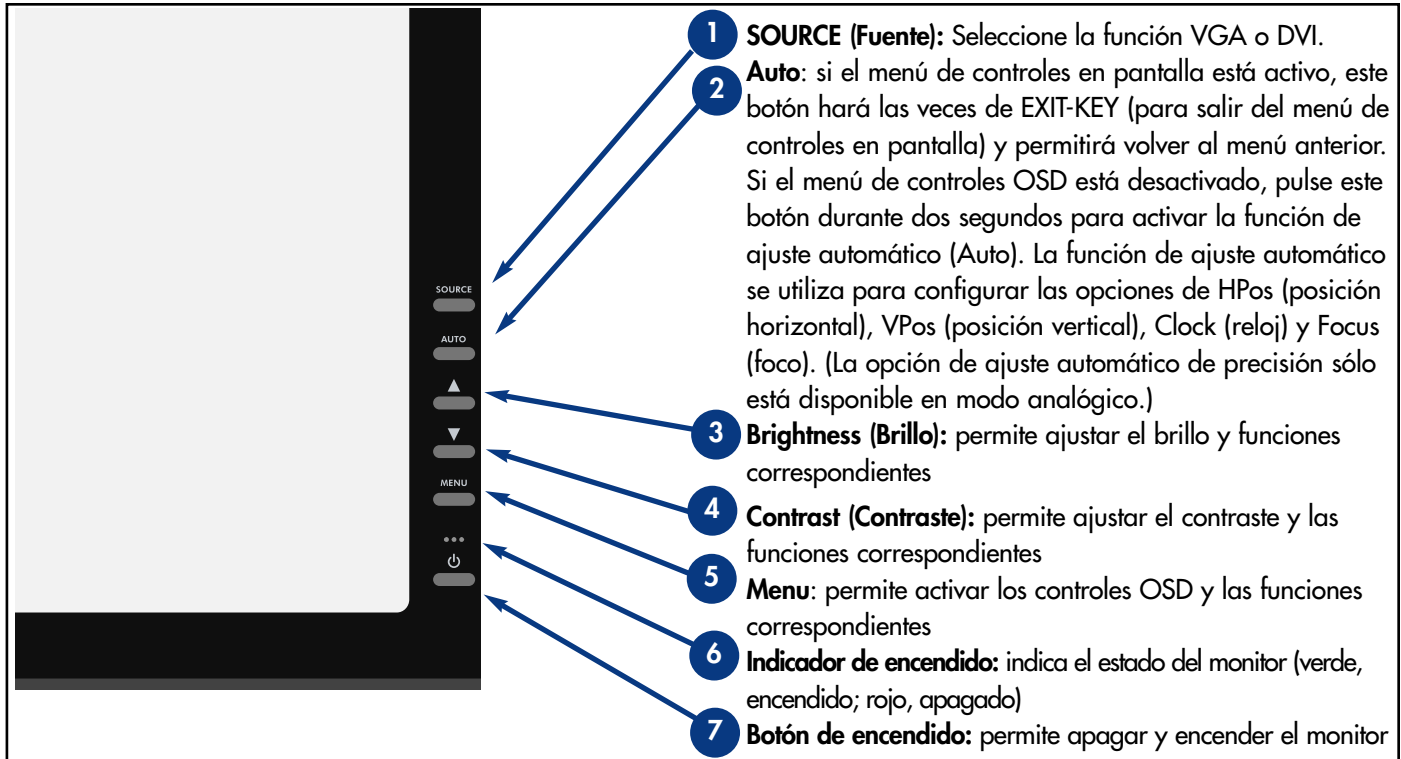 1 SOURCE (Fuente): Seleccione la función VGA o DVI.
2 Auto: si el menú de controles en pantalla está activo, este
botón hará las veces de EXIT-KEY (para salir del menú de
controles en pantalla) y permitirá volver al menú anterior.
Si el menú de controles OSD está desactivado, pulse este
botón durante dos segundos para activar la función de
ajuste automático (Auto). La función de ajuste automático
se utiliza para configurar las opciones de HPos (posición
horizontal), VPos (posición vertical), Clock (reloj) y Focus
(foco). (La opción de ajuste automático de precisión sólo
está disponible en modo analógico.)
3 Brightness (Brillo): permite ajustar el brillo y funciones
correspondientes
4 Contrast (Contraste): permite ajustar el contraste y las
funciones correspondientes
5 Menu: permite activar los controles OSD y las funciones
correspondientes
6 Indicador de encendido: indica el estado del monitor (verde,
encendido; rojo, apagado)
7 Botón de encendido: permite apagar y encender el monitor
SOURCE
AUTO
MENU